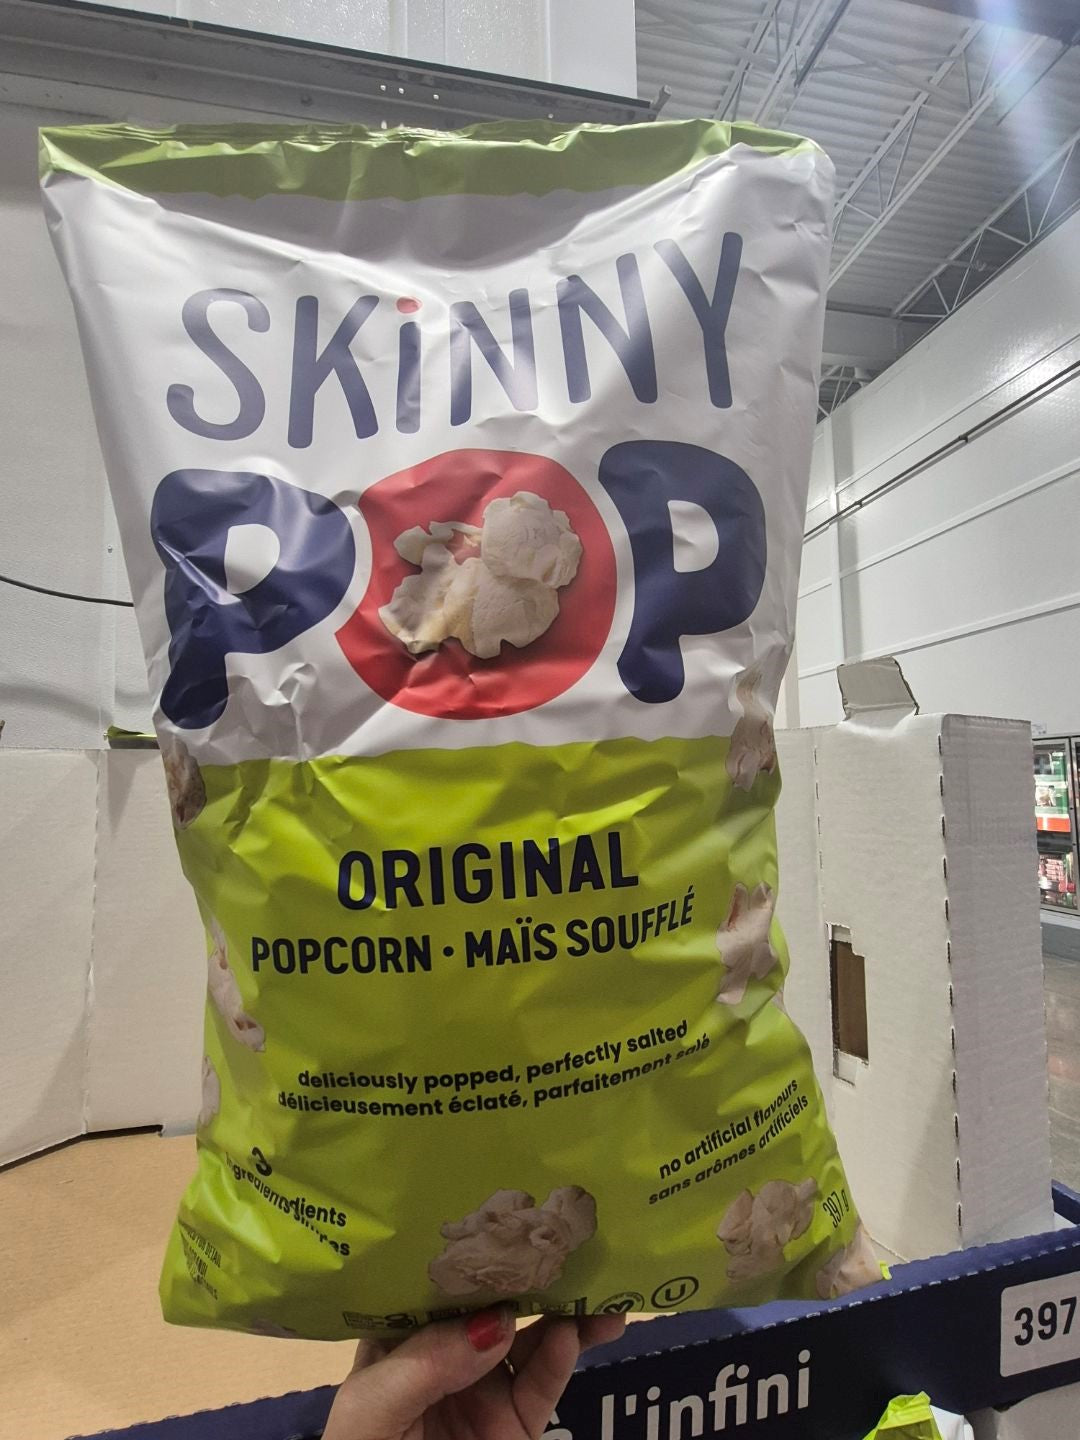 SKiNNY
POP
ORIGINAL
POPCORN • MAÏS SOUFFLÉ
deliciously popped, perfectly salted
délicieusement éclaté, parfaitement salé
no artificial flavours
sans arômes artificiels
3
397 g
U
l'infini
397